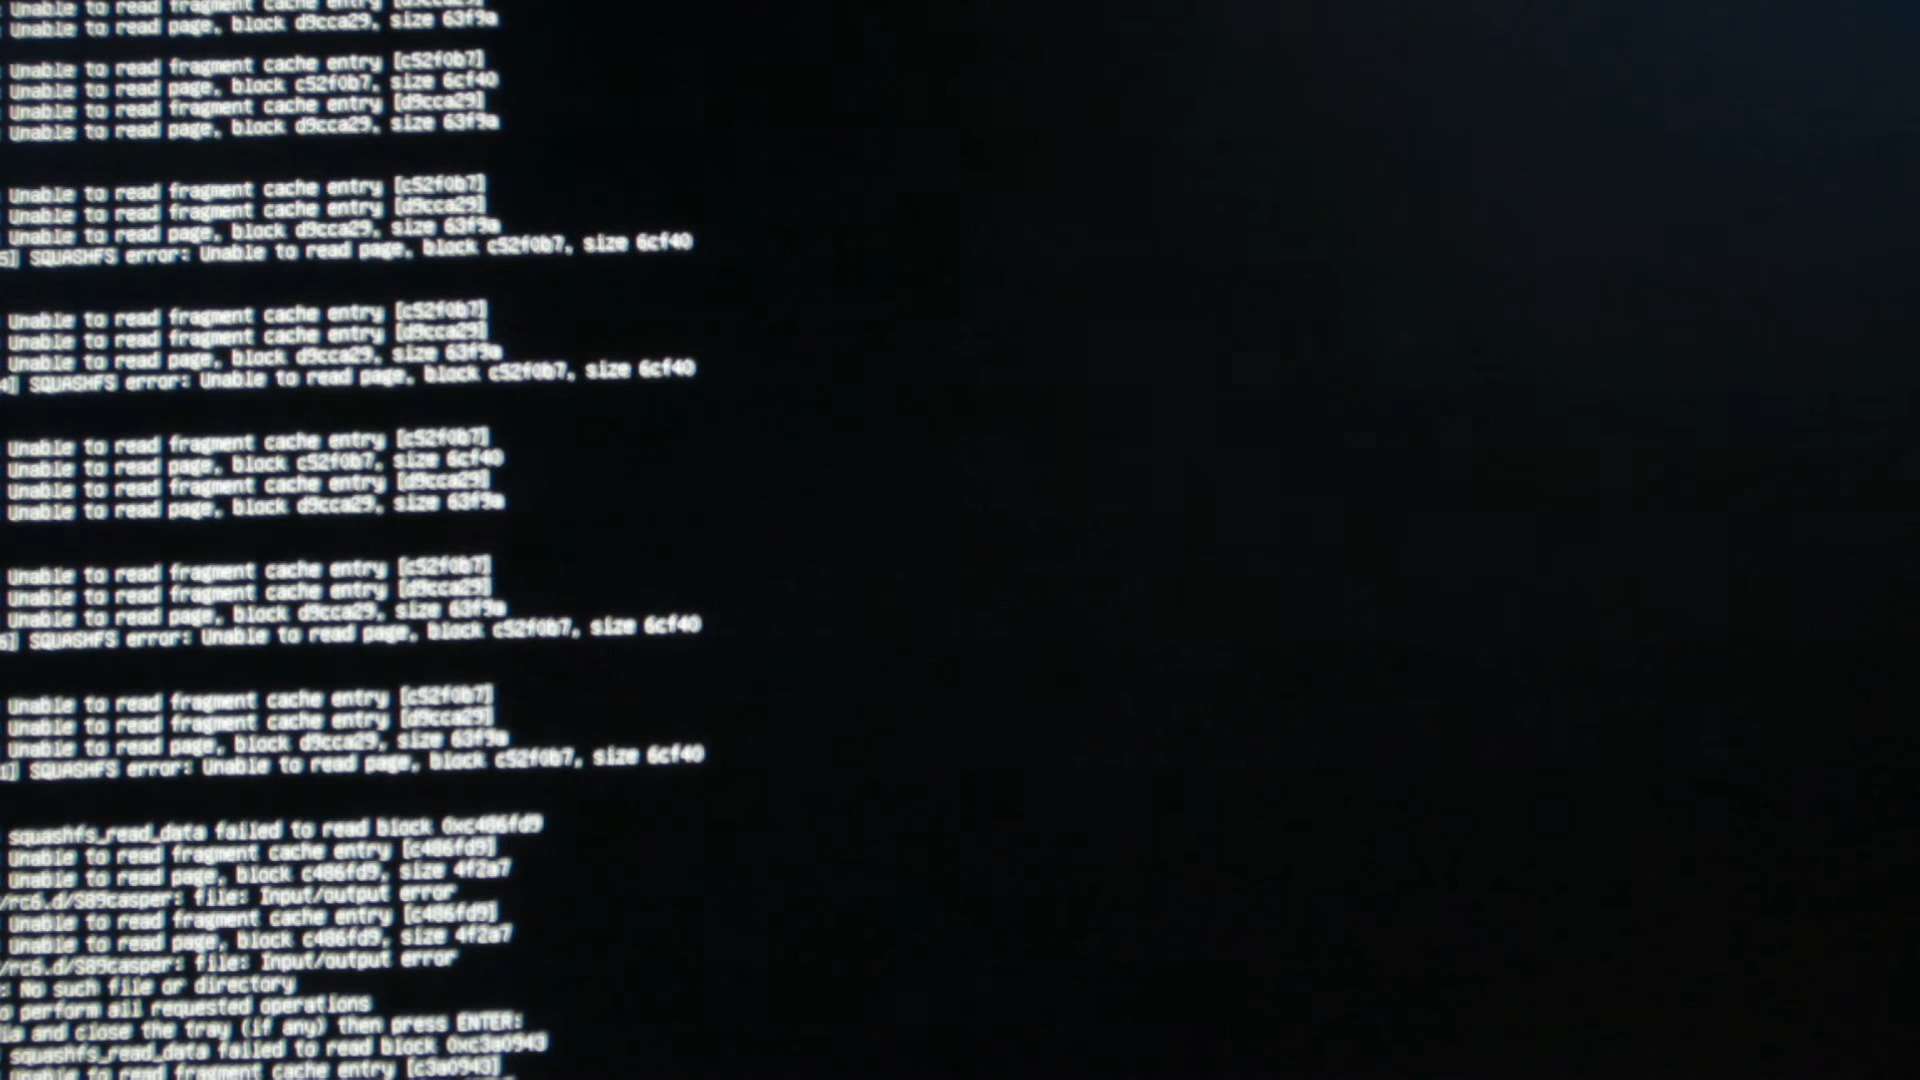 Unable to read fragment cache entry [d9cca29]
Unable to read page, block d9cca29, size 63f9a
Unable to read fragment cache entry [c52f0b7]
Unable to read page, block c52f0b7, size 6cf40
Unable to read fragment cache entry [d9cca29]
Unable to read page, block d9cca29, size 63f9a
Unable to read fragment cache entry [c52f0b7]
Unable to read fragment cache entry [d9cca29]
Unable to read page, block d9cca29, size 63f9a
5] SQUASHFS error: Unable to read page, block c52f0b7, size 6cf40
Unable to read fragment cache entry [c52f0b7]
Unable to read fragment cache entry [d9cca29]
Unable to read page, block d9cca29, size 63f9a
4] SQUASHFS error: Unable to read page, block c52f0b7, size 6cf40
Unable to read fragment cache entry [c52f0b7]
Unable to read page, block c52f0b7, size 6cf40
Unable to read fragment cache entry [d9cca29]
Unable to read page, block d9cca29, size 63f9a
Unable to read fragment cache entry [c52f0b7]
Unable to read fragment cache entry [d9cca29]
Unable to read page, block d9cca29, size 63f9a
6] SQUASHFS error: Unable to read page, block c52f0b7, size 6cf40
Unable to read fragment cache entry [c52f0b7]
Unable to read fragment cache entry [d9cca29]
Unable to read page, block d9cca29, size 63f9a
1] SQUASHFS error: Unable to read page, block c52f0b7, size 6cf40
squashfs_read_data failed to read block 0xc486fd9
Unable to read fragment cache entry [c486fd9]
Unable to read page, block c486fd9, size 4f2a7
/rc6.d/S89casper: file: Input/output error
Unable to read fragment cache entry [c486fd9]
Unable to read page, block c486fd9, size 4f2a7
/rc6.d/S89casper: file: Input/output error
: No such file or directory
o perform all requested operations
ia and close the tray (if any) then press ENTER:
squashfs_read_data failed to read block 0xc3a0943
Unable to read fragment cache entry [c3a0943]